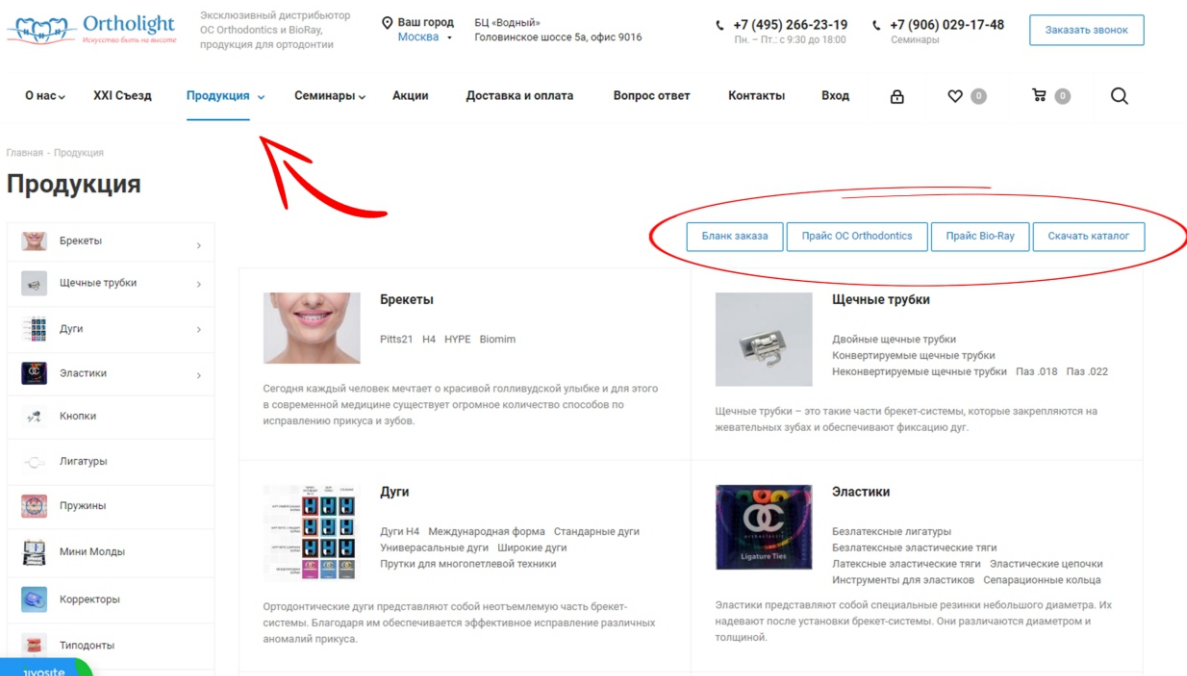 Ortholight
Искусство быть на высоте
Эксклюзивный дистрибьютор
OC Orthodontics и BioRay,
продукция для ортодонтии
Ваш город
Москва
БЦ «Водный»
Головинское шоссе 5а, офис 9016
+7 (495) 266-23-19
Пн. – Пт.: с 9:30 до 18:00
+7 (906) 029-17-48
Семинары
Заказать звонок
О нас
XXI Съезд
Продукция
Семинары
Акции
Доставка и оплата
Вопрос ответ
Контакты
Вход
0
0
Главная - Продукция
Продукция
Бланк заказа
Прайс OC Orthodontics
Прайс Bio-Ray
Скачать каталог
Брекеты
Щечные трубки
Дуги
Эластики
Кнопки
Лигатуры
Пружины
Мини Молды
Корректоры
Типодонты
Брекеты
Pitts21 H4 HYPE Biomim
Сегодня каждый человек мечтает о красивой голливудской улыбке и для этого
в современной медицине существует огромное количество способов по
исправлению прикуса и зубов.
Щечные трубки
Двойные щечные трубки
Конвертируемые щечные трубки
Неконвертируемые щечные трубки Паз .018 Паз .022
Щечные трубки – это такие части брекет-системы, которые закрепляются на
жевательных зубах и обеспечивают фиксацию дуг.
Дуги
Дуги H4 Международная форма Стандарные дуги
Универасальные дуги Широкие дуги
Прутки для многопетлевой техники
Ортодонтические дуги представляют собой неотъемлемую часть брекет-
системы. Благодаря им обеспечивается эффективное исправление различных
аномалий прикуса.
OC
Ligature Ties
Эластики
Безлатексные лигатуры
Безлатексные эластические тяги
Латексные эластические тяги Эластические цепочки
Инструменты для эластиков Сепарационные кольца
Эластики представляют собой специальные резинки небольшого диаметра. Их
надевают после установки брекет-системы. Они различаются диаметром и
толщиной.